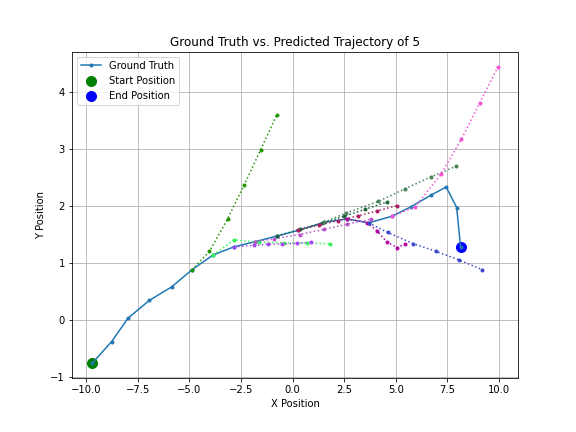 Ground Truth vs. Predicted Trajectory of 5
Ground Truth
Start Position
End Position
Y Position
4
3
2
1
0
−1
−10.0 −7.5 −5.0 −2.5 0.0 2.5 5.0 7.5 10.0
X Position